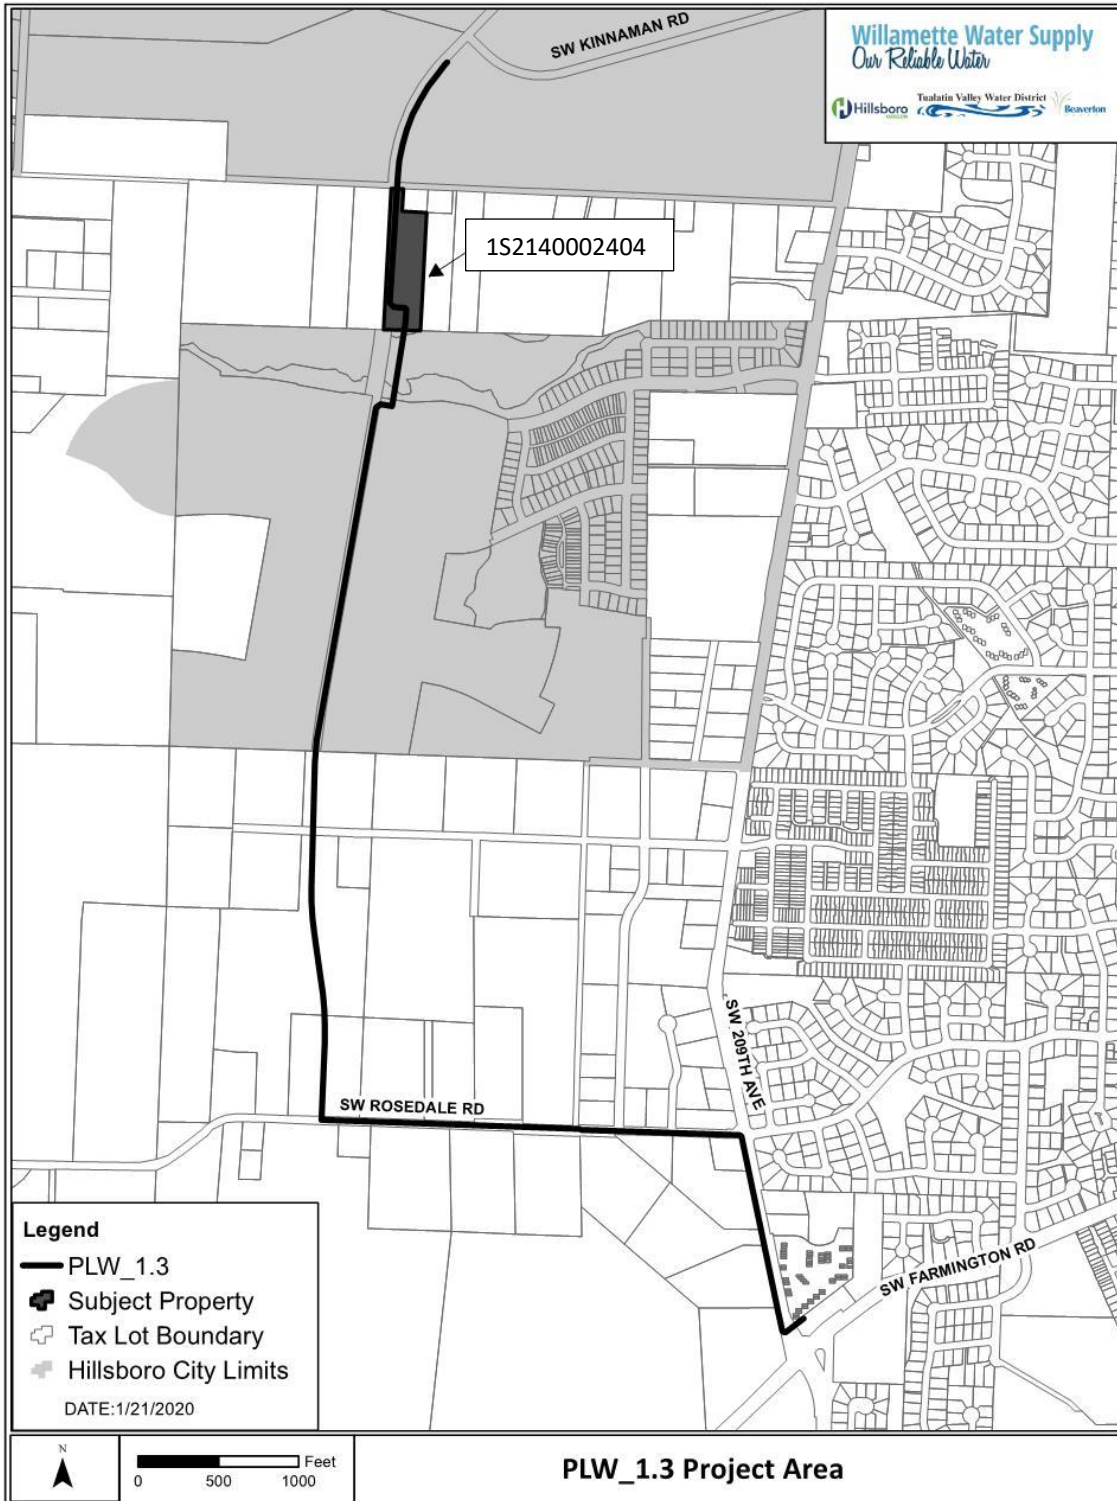 SW KINNAMAN RD
Willamette Water Supply
Our Reliable Water
Hillsboro
OREGON
Tualatin Valley Water District
Beaverton
1S2140002404
SW 209TH AVE
SW ROSEDALE RD
SW FARMINGTON RD
Legend
PLW_1.3
Subject Property
Tax Lot Boundary
Hillsboro City Limits
DATE:1/21/2020
N
Feet
0 500 1000
PLW_1.3 Project Area